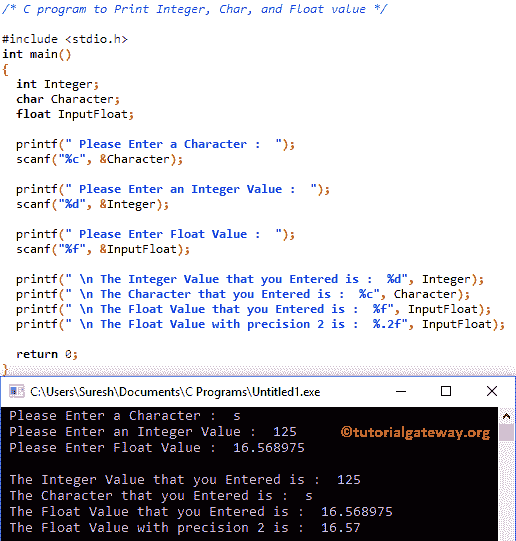 /* C program to Print Integer, Char, and Float value */
#include <stdio.h>
int main()
{
int Integer;
char Character;
float InputFloat;
printf(" Please Enter a Character :  ");
scanf("%c", &Character);
printf(" Please Enter an Integer Value :  ");
scanf("%d", &Integer);
printf(" Please Enter Float Value :  ");
scanf("%f", &InputFloat);
printf(" \n The Integer Value that you Entered is :  %d", Integer);
printf(" \n The Character that you Entered is :  %c", Character);
printf(" \n The Float Value that you Entered is :  %f", InputFloat);
printf(" \n The Float Value with precision 2 is :  %.2f", InputFloat);
return 0;
}
C:\Users\Suresh\Documents\C Programs\Untitled1.exe
Please Enter a Character :  s
Please Enter an Integer Value :  125
©tutorialgateway.org
Please Enter Float Value :  16.568975
The Integer Value that you Entered is :  125
The Character that you Entered is :  s
The Float Value that you Entered is :  16.568975
The Float Value with precision 2 is :  16.57